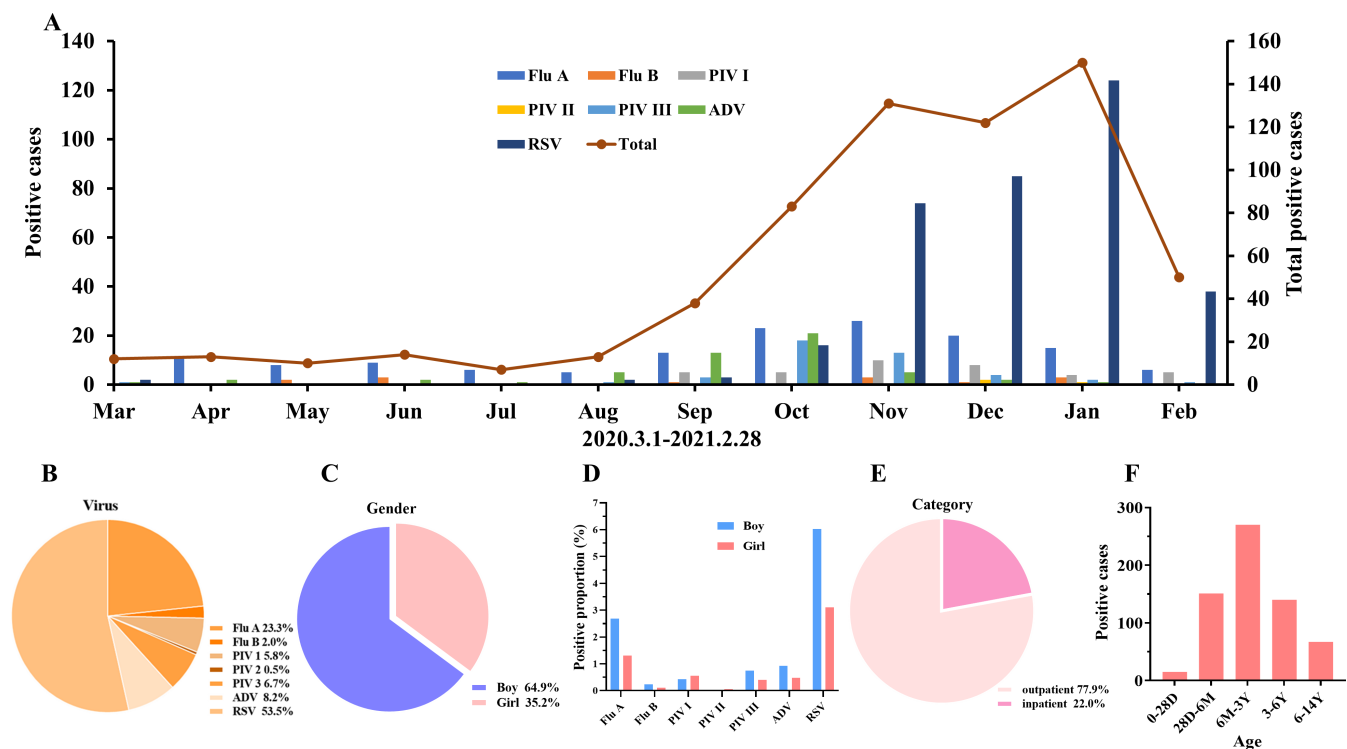 A
Positive cases
140
120
100
80
60
40
20
0
Flu A Flu B PIV I
PIV II PIV III ADV
RSV Total
160
140
120
100
80
60
40
20
0
Total positive cases
Mar Apr May Jun Jul Aug Sep Oct Nov Dec Jan Feb
2020.3.1-2021.2.28
B
Virus
Flu A 23.3%
Flu B 2.0%
PIV 1 5.8%
PIV 2 0.5%
PIV 3 6.7%
ADV 8.2%
RSV 53.5%
C
Gender
Boy 64.9%
Girl 35.2%
D
Positive proportion (%)
7
6
5
4
3
2
1
0
Boy
Girl
Flu A Flu B PIV I PIV II PIV III ADV RSV
E
Category
outpatient 77.9%
inpatient 22.0%
F
Positive cases
300
200
100
0
0-28D 28D-6M 6M-3Y 3-6Y 6-14Y
Age